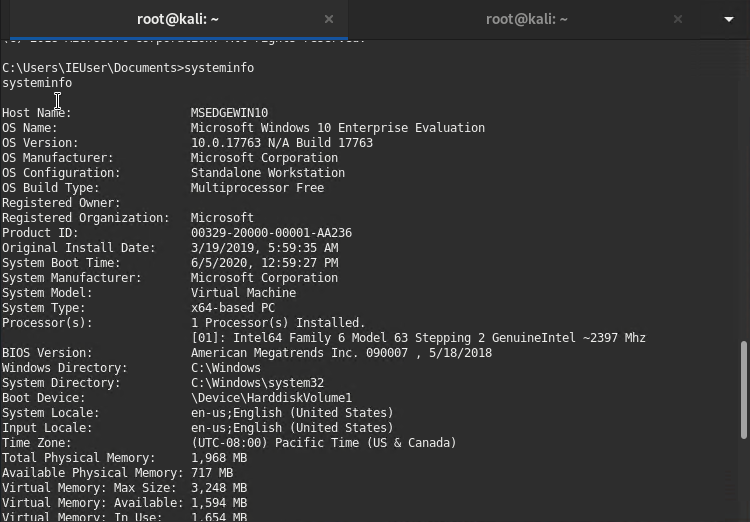 root@kali: ~
root@kali: ~
C:\Users\IEUser\Documents>systeminfo
systeminfo
Host Name: MSEDGEWIN10
OS Name: Microsoft Windows 10 Enterprise Evaluation
OS Version: 10.0.17763 N/A Build 17763
OS Manufacturer: Microsoft Corporation
OS Configuration: Standalone Workstation
OS Build Type: Multiprocessor Free
Registered Owner:
Registered Organization: Microsoft
Product ID: 00329-20000-00001-AA236
Original Install Date: 3/19/2019, 5:59:35 AM
System Boot Time: 6/5/2020, 12:59:27 PM
System Manufacturer: Microsoft Corporation
System Model: Virtual Machine
System Type: x64-based PC
Processor(s): 1 Processor(s) Installed.
[01]: Intel64 Family 6 Model 63 Stepping 2 GenuineIntel ~2397 Mhz
BIOS Version: American Megatrends Inc. 090007 , 5/18/2018
Windows Directory: C:\Windows
System Directory: C:\Windows\system32
Boot Device: \Device\HarddiskVolume1
System Locale: en-us;English (United States)
Input Locale: en-us;English (United States)
Time Zone: (UTC-08:00) Pacific Time (US & Canada)
Total Physical Memory: 1,968 MB
Available Physical Memory: 717 MB
Virtual Memory: Max Size: 3,248 MB
Virtual Memory: Available: 1,594 MB
Virtual Memory: In Use: 1,654 MB